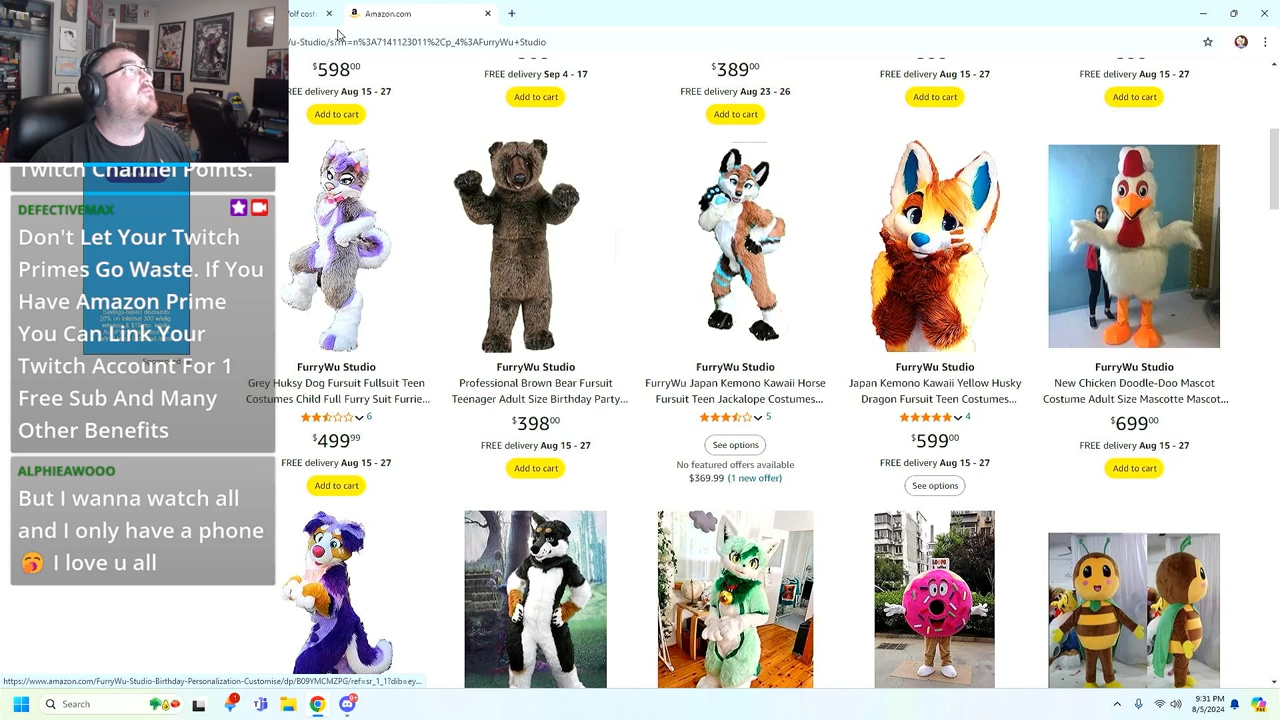 olf cost
Amazon.com
/u-Studio/s?rh=n%3A7141123011%2Cp_4%3AFurryWu+Studio
$598.00
FREE delivery Sep 4 - 17
$389.00
FREE delivery Aug 15 - 27
FREE delivery Aug 15 - 27
REE delivery Aug 15 - 27
Add to cart
FREE delivery Aug 23 - 26
Add to cart
Add to cart
Add to cart
Add to cart
Twitch Channel Points.
DEFECTIVEMAX
Don't Let Your Twitch
Primes Go Waste. If You
Have Amazon Prime
You Can Link Your
Twitch Account For 1
Free Sub And Many
Other Benefits
ALPHIEAWOOO
But I wanna watch all
and I only have a phone
🥱 I love u all
FurryWu Studio
Grey Huksy Dog Fursuit Fullsuit Teen
Costumes Child Full Furry Suit Furrie...
6
$499.99
FREE delivery Aug 15 - 27
Add to cart
FurryWu Studio
Professional Brown Bear Fursuit
Teenager Adult Size Birthday Party...
$398.00
FREE delivery Aug 15 - 27
Add to cart
FurryWu Studio
FurryWu Japan Kemono Kawaii Horse
Fursuit Teen Jackalope Costumes...
5
See options
No featured offers available
$369.99 (1 new offer)
FurryWu Studio
Japan Kemono Kawaii Yellow Husky
Dragon Fursuit Teen Costumes...
4
$599.00
FREE delivery Aug 15 - 27
See options
FurryWu Studio
New Chicken Doodle-Doo Mascot
Costume Adult Size Mascotte Mascot...
$699.00
FREE delivery Aug 15 - 27
Add to cart
https://www.amazon.com/FurryWu-Studio-Birthday-Personalization-Customise/dp/B09YMCMZPG/ref=sr_1_1?dib=ey...
Search
9:31 PM
8/5/2024